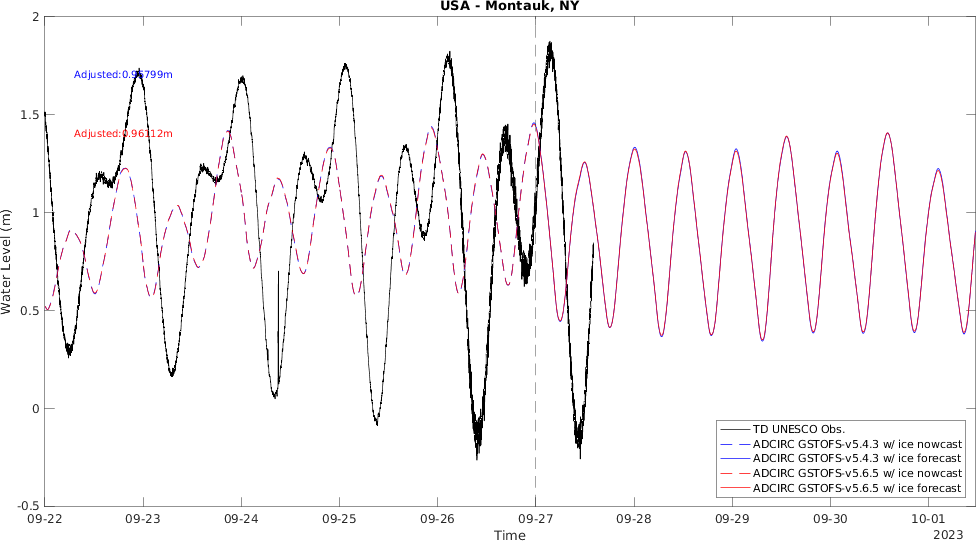 USA - Montauk, NY
Water Level (m)
2
1.5
1
0.5
0
-0.5
Adjusted:0.95799m
Adjusted:0.96112m
TD UNESCO Obs.
ADCIRC GSTOFS-v5.4.3 w/ ice nowcast
ADCIRC GSTOFS-v5.4.3 w/ ice forecast
ADCIRC GSTOFS-v5.6.5 w/ ice nowcast
ADCIRC GSTOFS-v5.6.5 w/ ice forecast
09-22 09-23 09-24 09-25 09-26 09-27 09-28 09-29 09-30 10-01
Time
2023